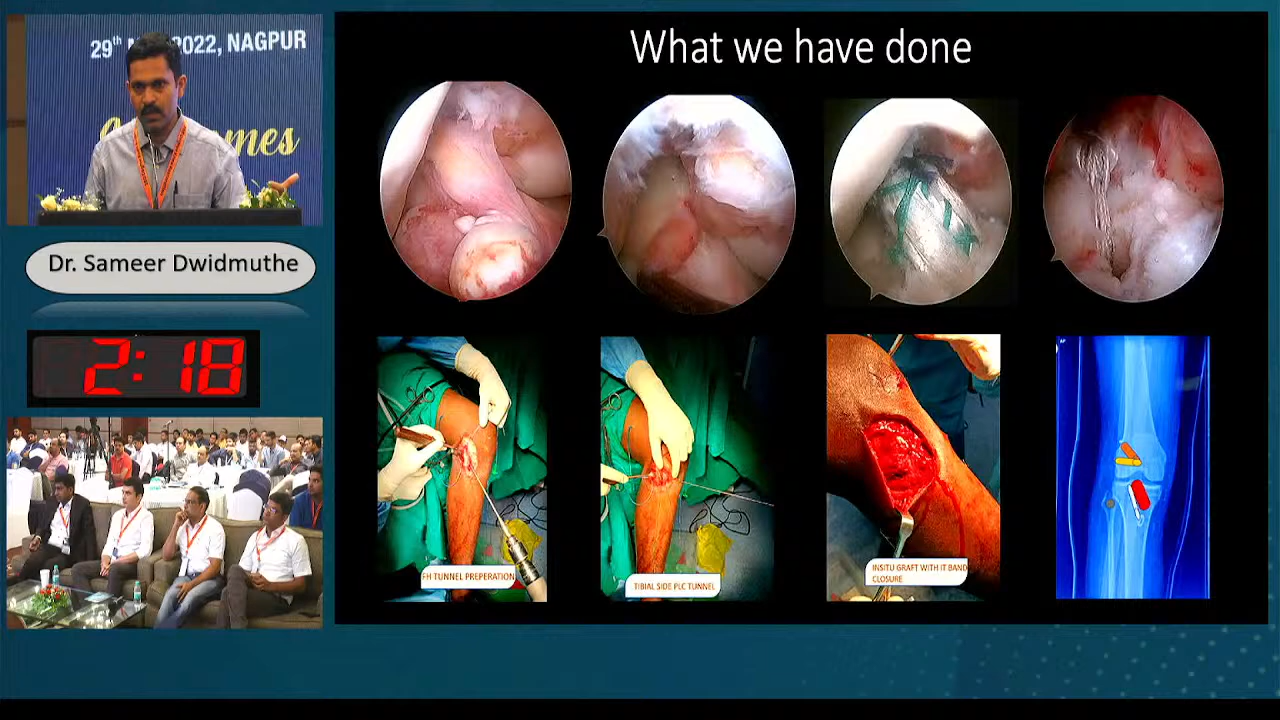 29th 2022, NAGPUR
Dr. Sameer Dwidmuthe
2:18
What we have done
FH TUNNEL PREPERATION
TIBIAL SIDE PLC TUNNEL
INSITU GRAFT WITH IT BAND
CLOSURE